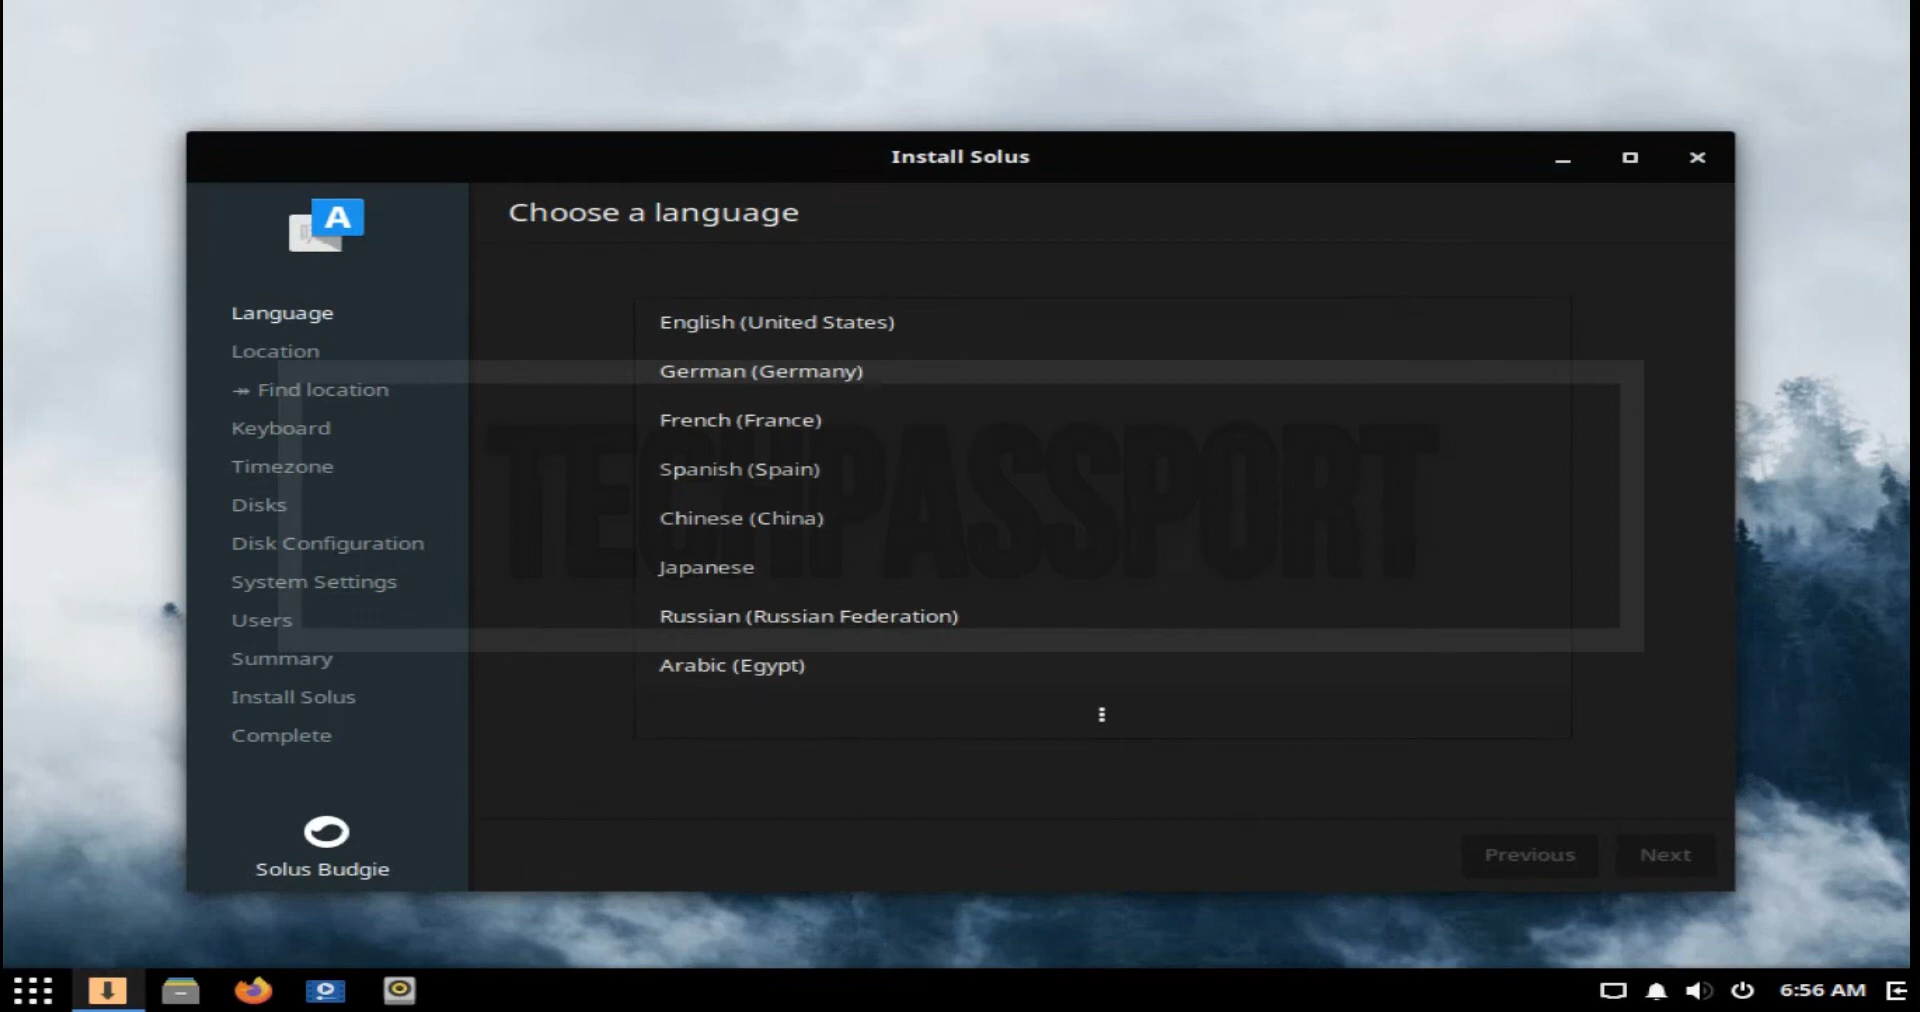 Install Solus
A
Choose a language
Language
Location
↠ Find location
Keyboard
Timezone
Disks
Disk Configuration
System Settings
Users
Summary
Install Solus
Complete
Solus Budgie
English (United States)
German (Germany)
French (France)
Spanish (Spain)
Chinese (China)
Japanese
Russian (Russian Federation)
Arabic (Egypt)
TECHPASSPORT
Previous
Next
6:56 AM